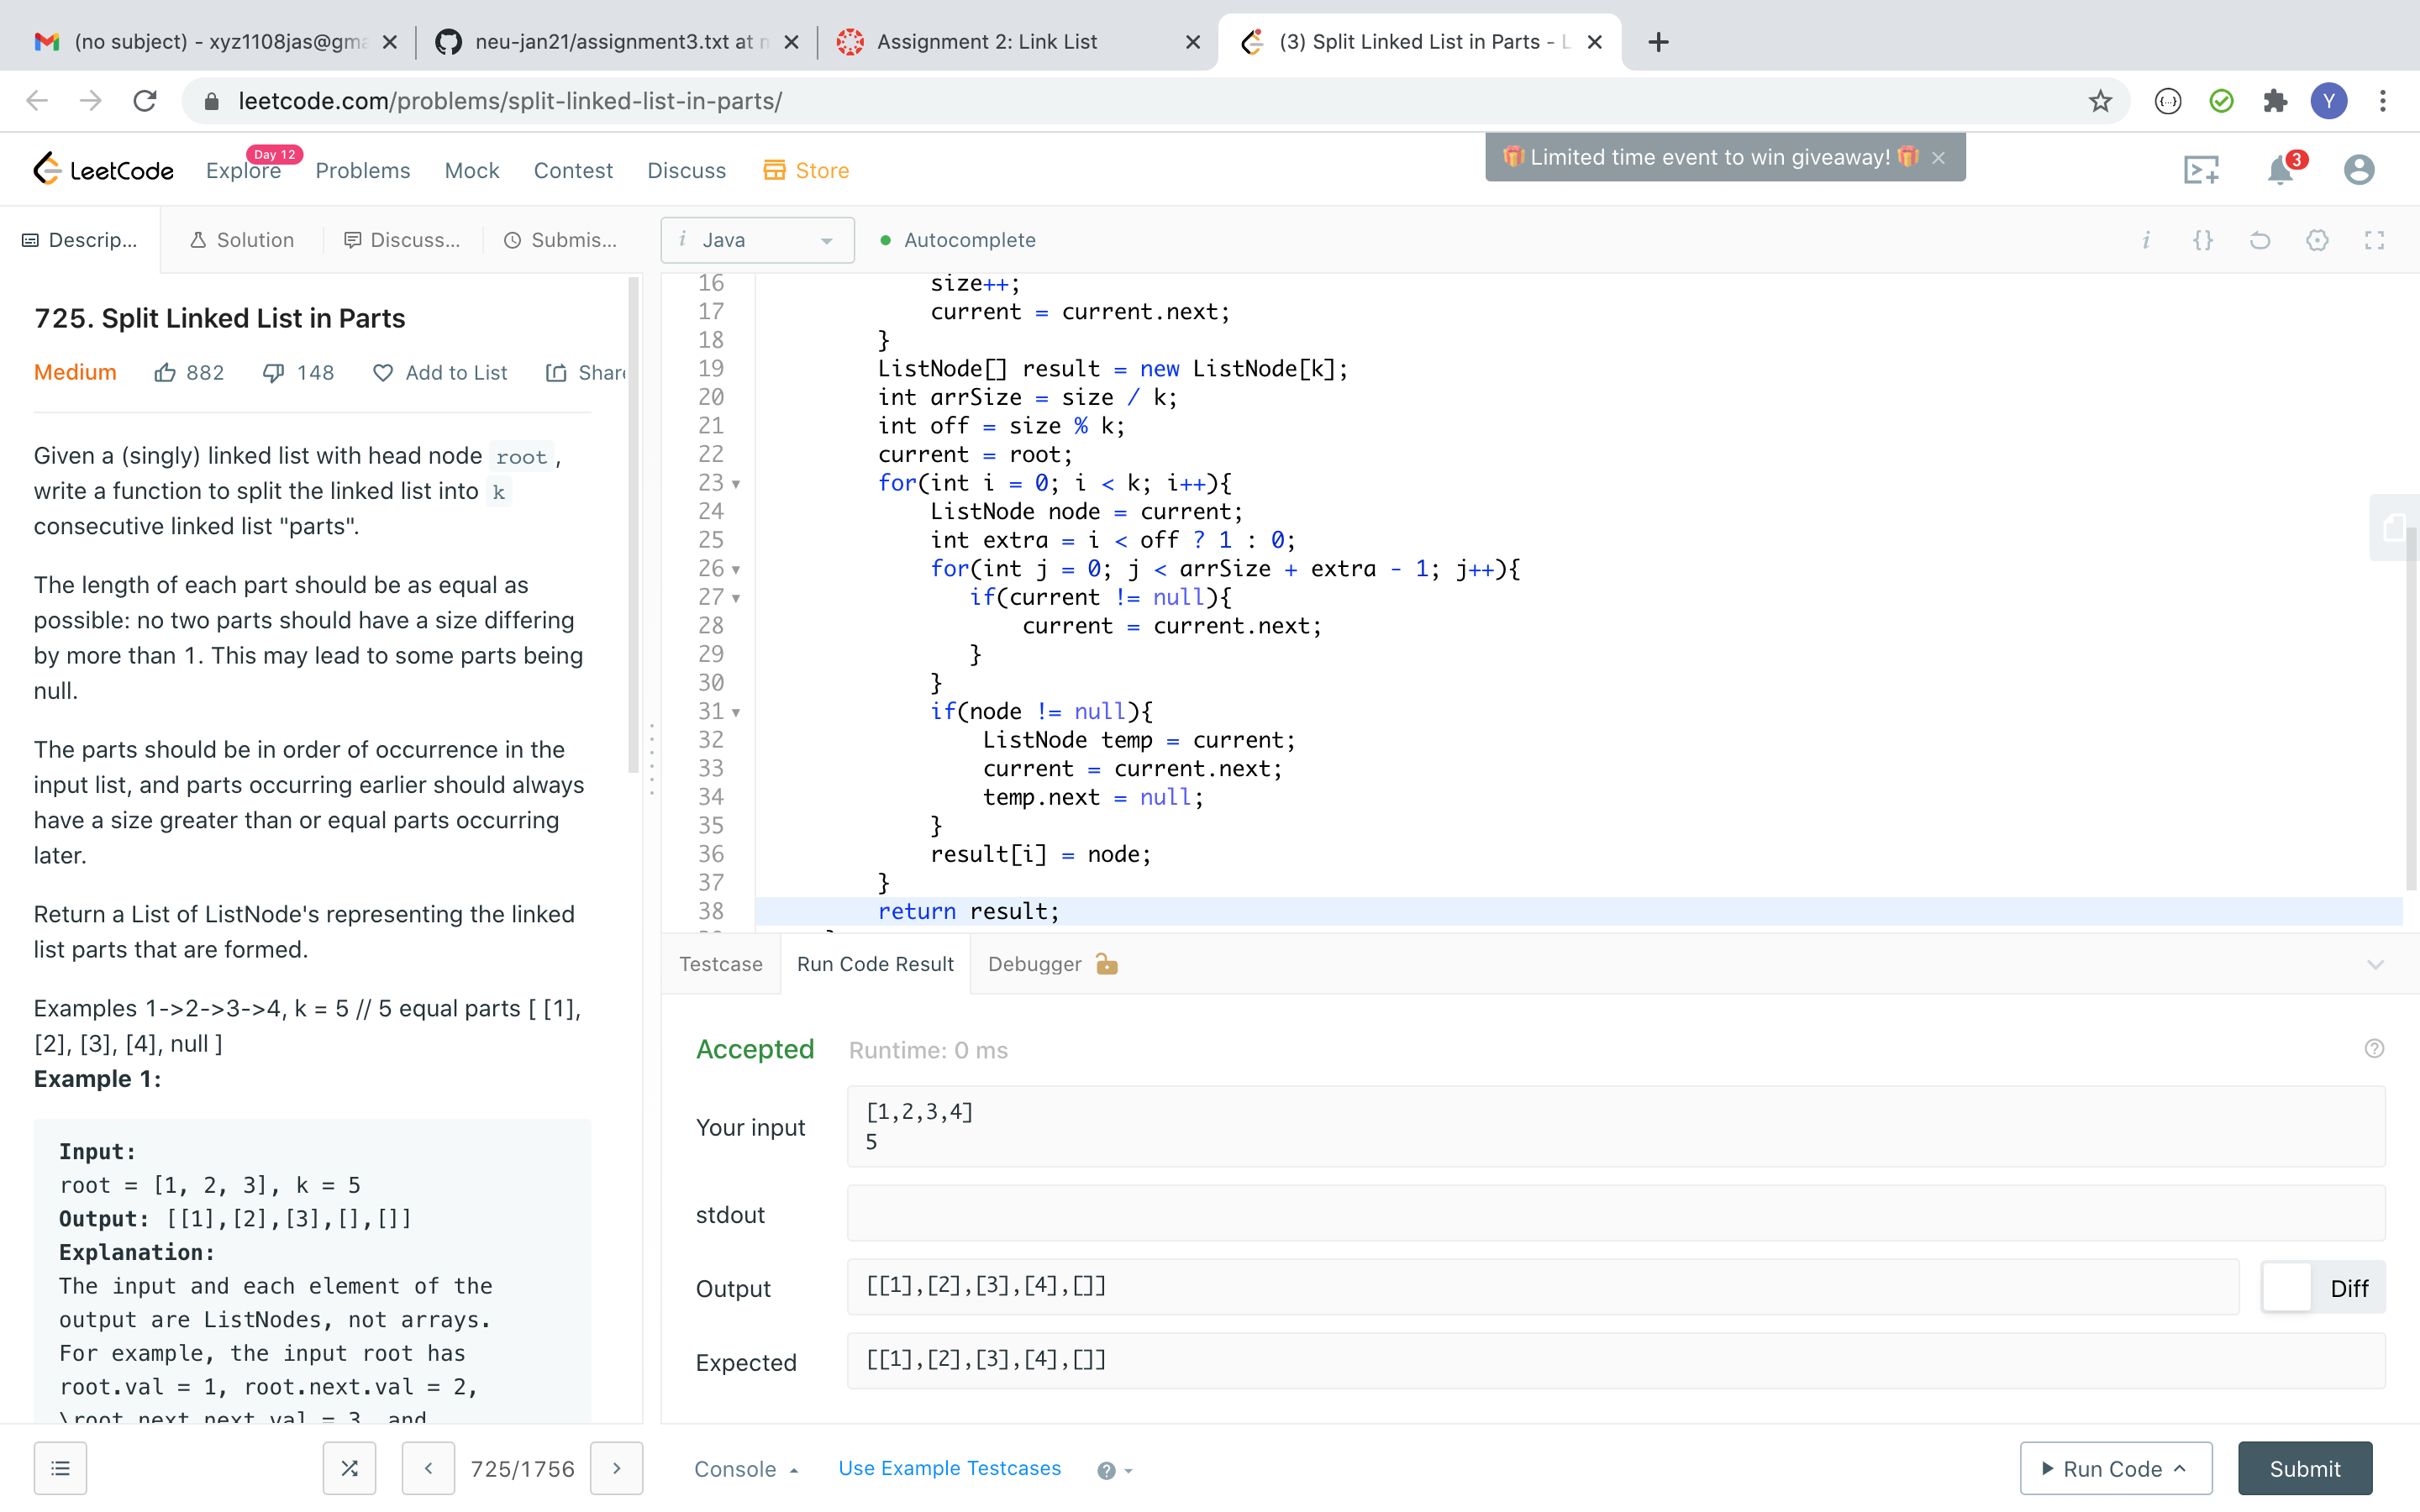 (no subject) - xyz1108jas@gma
neu-jan21/assignment3.txt at n
Assignment 2: Link List
(3) Split Linked List in Parts - L
leetcode.com/problems/split-linked-list-in-parts/
Y
LeetCode
Explore
Day 12
Problems
Mock
Contest
Discuss
Store
Limited time event to win giveaway!
3
Descrip...
Solution
Discuss...
Submis...
i Java
Autocomplete
i {}
725. Split Linked List in Parts
Medium 882 148 Add to List Share
Given a (singly) linked list with head node root,
write a function to split the linked list into k
consecutive linked list "parts".
The length of each part should be as equal as
possible: no two parts should have a size differing
by more than 1. This may lead to some parts being
null.
The parts should be in order of occurrence in the
input list, and parts occurring earlier should always
have a size greater than or equal parts occurring
later.
Return a List of ListNode's representing the linked
list parts that are formed.
Examples 1->2->3->4, k = 5 // 5 equal parts [ [1],
[2], [3], [4], null ]
Example 1:
Input:
root = [1, 2, 3], k = 5
Output: [[1],[2],[3],[],[]]
Explanation:
The input and each element of the
output are ListNodes, not arrays.
For example, the input root has
root.val = 1, root.next.val = 2,
\root.next.next.val = 3, and
16 size++;
17 current = current.next;
18 }
19 ListNode[] result = new ListNode[k];
20 int arrSize = size / k;
21 int off = size % k;
22 current = root;
23 for(int i = 0; i < k; i++){
24 ListNode node = current;
25 int extra = i < off ? 1 : 0;
26 for(int j = 0; j < arrSize + extra - 1; j++){
27 if(current != null){
28 current = current.next;
29 }
30 }
31 if(node != null){
32 ListNode temp = current;
33 current = current.next;
34 temp.next = null;
35 }
36 result[i] = node;
37 }
38 return result;
Testcase
Run Code Result
Debugger
Accepted Runtime: 0 ms
Your input
[1,2,3,4]
5
stdout
Output
[[1],[2],[3],[4],[]]
Diff
Expected
[[1],[2],[3],[4],[]]
725/1756
Console
Use Example Testcases
Run Code
Submit